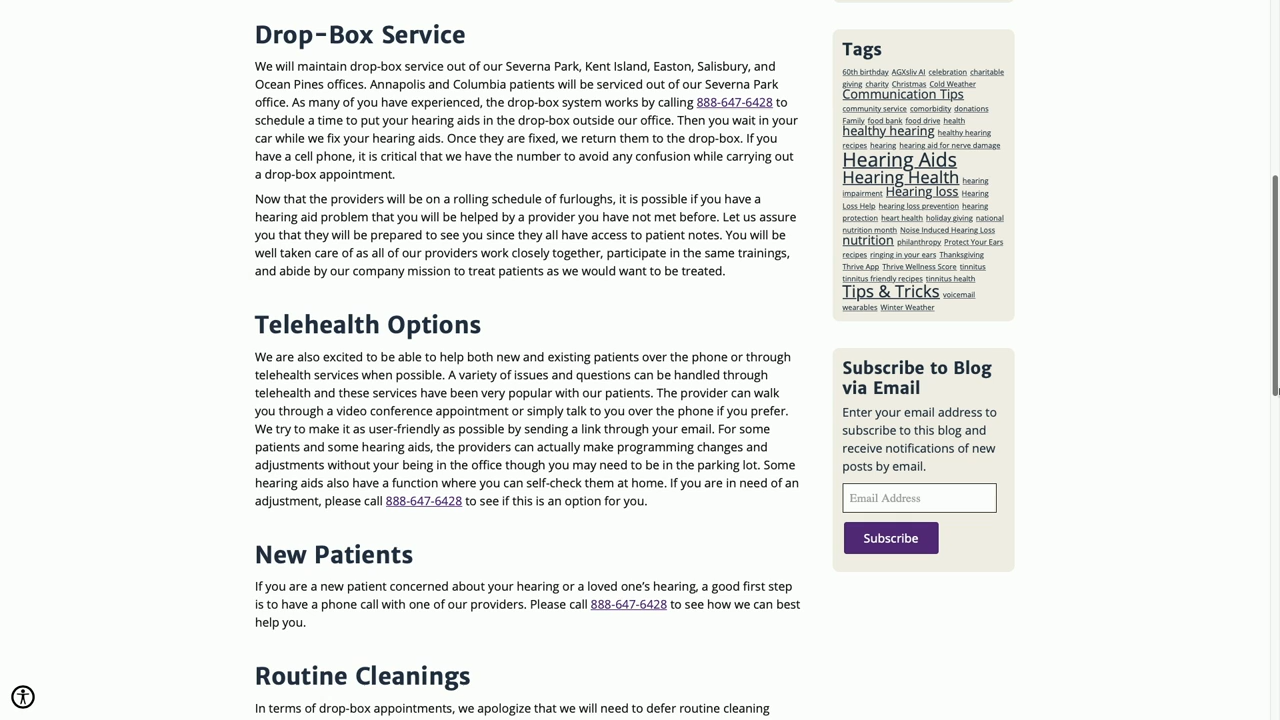 Drop-Box Service
We will maintain drop-box service out of our Severna Park, Kent Island, Easton, Salisbury, and
Ocean Pines offices. Annapolis and Columbia patients will be serviced out of our Severna Park
office. As many of you have experienced, the drop-box system works by calling 888-647-6428 to
schedule a time to put your hearing aids in the drop-box outside our office. Then you wait in your
car while we fix your hearing aids. Once they are fixed, we return them to the drop-box. If you
have a cell phone, it is critical that we have the number to avoid any confusion while carrying out
a drop-box appointment.
Now that the providers will be on a rolling schedule of furloughs, it is possible if you have a
hearing aid problem that you will be helped by a provider you have not met before. Let us assure
you that they will be prepared to see you since they all have access to patient notes. You will be
well taken care of as all of our providers work closely together, participate in the same trainings,
and abide by our company mission to treat patients as we would want to be treated.
Telehealth Options
We are also excited to be able to help both new and existing patients over the phone or through
telehealth services when possible. A variety of issues and questions can be handled through
telehealth and these services have been very popular with our patients. The provider can walk
you through a video conference appointment or simply talk to you over the phone if you prefer.
We try to make it as user-friendly as possible by sending a link through your email. For some
patients and some hearing aids, the providers can actually make programming changes and
adjustments without your being in the office though you may need to be in the parking lot. Some
hearing aids also have a function where you can self-check them at home. If you are in need of an
adjustment, please call 888-647-6428 to see if this is an option for you.
New Patients
If you are a new patient concerned about your hearing or a loved one's hearing, a good first step
is to have a phone call with one of our providers. Please call 888-647-6428 to see how we can best
help you.
Routine Cleanings
In terms of drop-box appointments, we apologize that we will need to defer routine cleaning
Tags
60th birthday AGXsliv AI celebration charitable
giving charity Christmas Cold Weather
Communication Tips
community service comorbidity donations
Family food bank food drive health
healthy hearing healthy hearing
recipes hearing hearing aid for nerve damage
Hearing Aids
Hearing Health hearing
impairment Hearing loss Hearing
Loss Help hearing loss prevention hearing
protection heart health holiday giving national
nutrition month Noise Induced Hearing Loss
nutrition philanthropy Protect Your Ears
recipes ringing in your ears Thanksgiving
Thrive App Thrive Wellness Score tinnitus
tinnitus friendly recipes tinnitus health
Tips & Tricks voicemail
wearables Winter Weather
Subscribe to Blog
via Email
Enter your email address to
subscribe to this blog and
receive notifications of new
posts by email.
Email Address
Subscribe